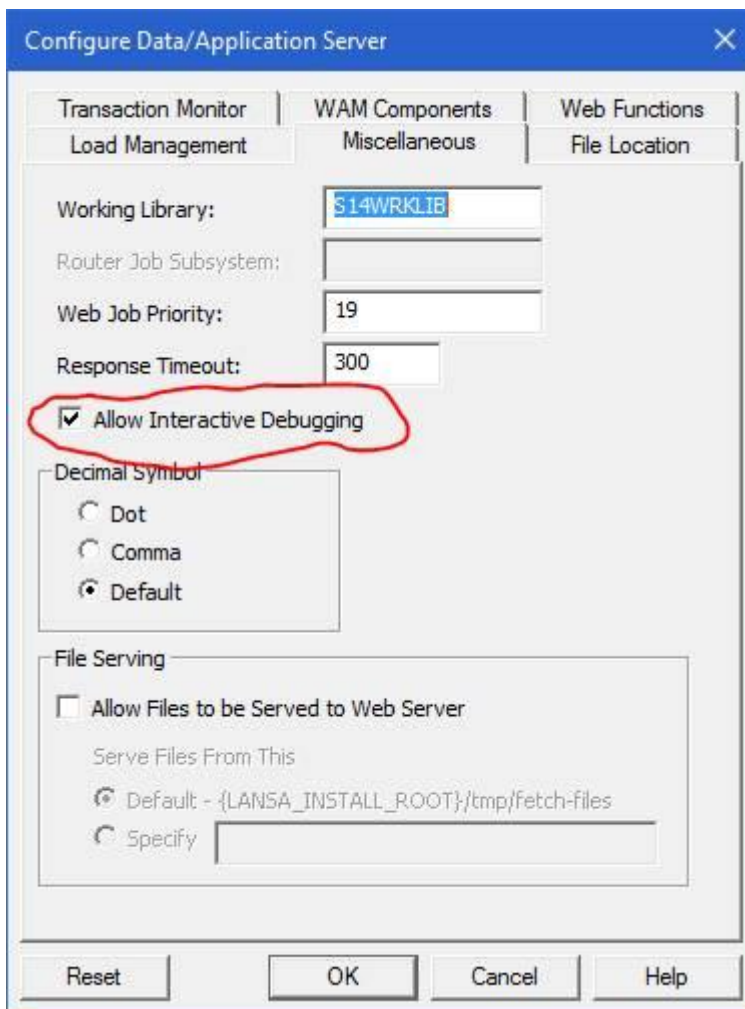 Configure Data/Application Server
Transaction Monitor
WAM Components
Web Functions
Load Management
Miscellaneous
File Location
Working Library:
S14WRKLIB
Router Job Subsystem:
Web Job Priority:
19
Response Timeout:
300
Allow Interactive Debugging
Decimal Symbol
Dot
Comma
Default
File Serving
Allow Files to be Served to Web Server
Serve Files From This
Default - {LANSA_INSTALL_ROOT}/tmp/fetch-files
Specify
Reset
OK
Cancel
Help